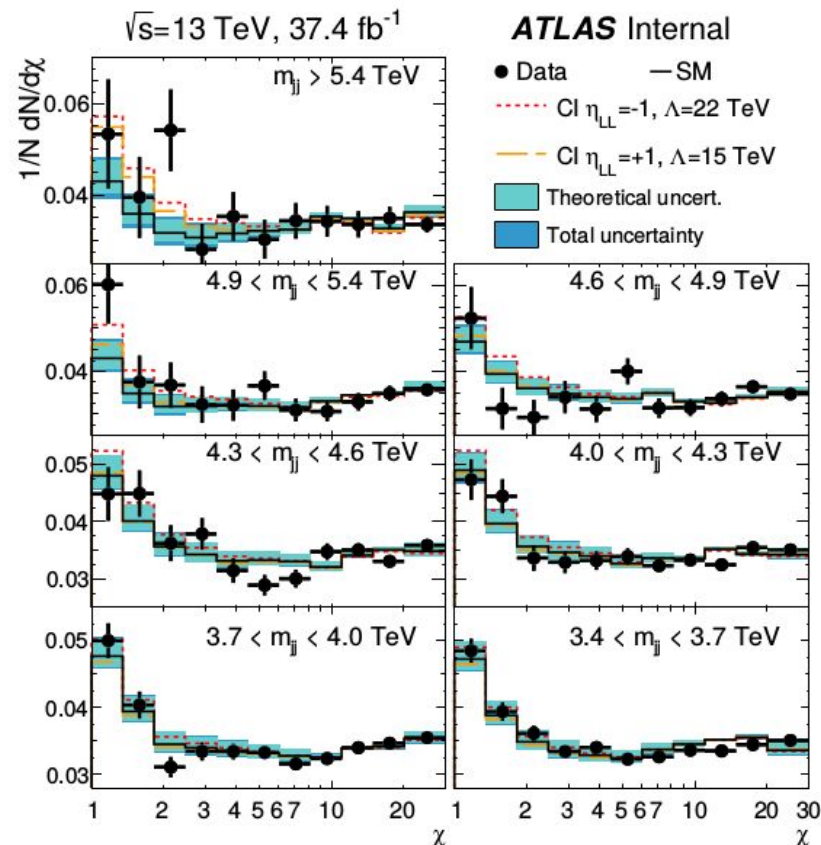 √s=13 TeV, 37.4 fb⁻¹
ATLAS Internal
1/N dN/dχ
m_jj > 5.4 TeV
0.06
0.04
Data
SM
CI η_LL=-1, Λ=22 TeV
CI η_LL=+1, Λ=15 TeV
Theoretical uncert.
Total uncertainty
4.9 < m_jj < 5.4 TeV
0.06
0.04
4.6 < m_jj < 4.9 TeV
4.3 < m_jj < 4.6 TeV
0.05
0.04
0.03
4.0 < m_jj < 4.3 TeV
3.7 < m_jj < 4.0 TeV
0.05
0.04
0.03
3.4 < m_jj < 3.7 TeV
1 2 3 4 5 6 7 10 20
χ
1 2 3 4 5 6 7 10 20 30
χ